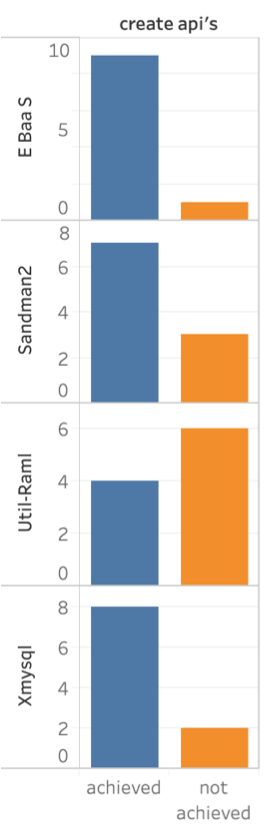 create api's
E Baa S
10
5
0
Sandman2
8
6
4
2
0
Util-Raml
6
4
2
0
Xmysql
8
6
4
2
0
achieved
not
achieved